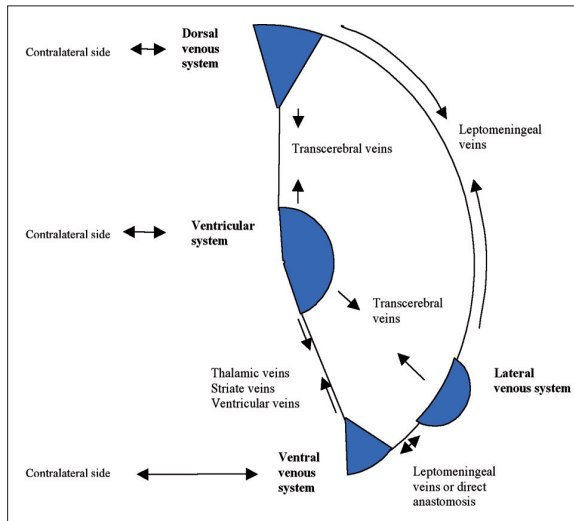 Contralateral side
Dorsal
venous
system
Leptomeningeal
veins
Transcerebral veins
Contralateral side
Ventricular
system
Transcerebral
veins
Thalamic veins
Striate veins
Ventricular veins
Lateral
venous system
Contralateral side
Ventral
venous
system
Leptomeningeal
veins or direct
anastomosis